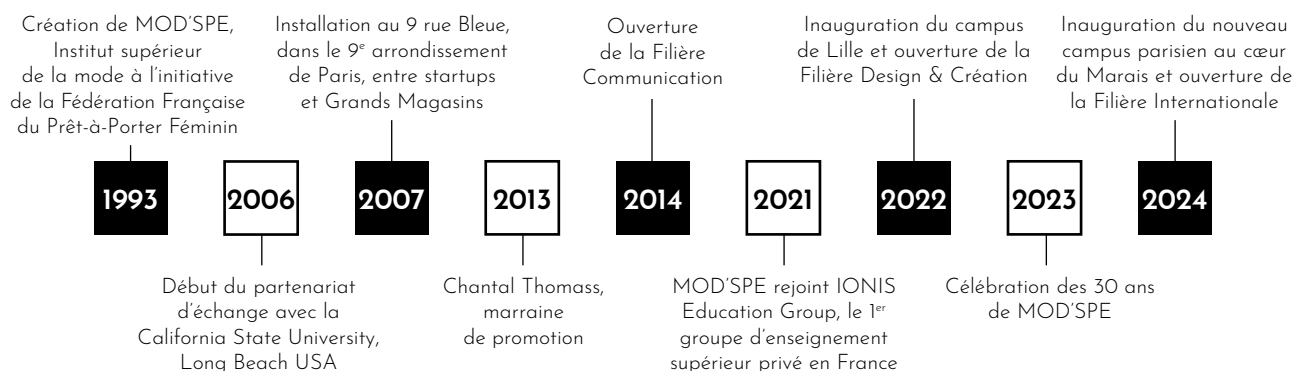 Création de MOD'SPE,
Institut supérieur
de la mode à l'initiative
de la Fédération Française
du Prêt-à-Porter Féminin
Installation au 9 rue Bleue,
dans le 9e arrondissement
de Paris, entre startups
et Grands Magasins
Ouverture
de la Filière
Communication
Inauguration du campus
de Lille et ouverture de la
Filière Design & Création
Inauguration du nouveau
campus parisien au cœur
du Marais et ouverture de
la Filière Internationale
1993
2006
2007
2013
2014
2021
2022
2023
2024
Début du partenariat
d'échange avec la
California State University,
Long Beach USA
Chantal Thomass,
marraine
de promotion
MOD'SPE rejoint IONIS
Education Group, le 1er
groupe d'enseignement
supérieur privé en France
Célébration des 30 ans
de MOD'SPE